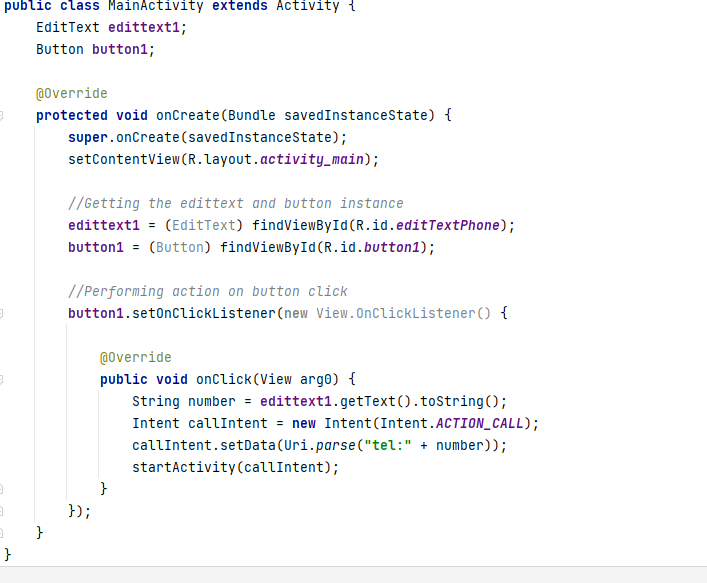 public class MainActivity extends Activity {
    EditText edittext1;
    Button button1;

    @Override
    protected void onCreate(Bundle savedInstanceState) {
        super.onCreate(savedInstanceState);
        setContentView(R.layout.activity_main);

        //Getting the edittext and button instance
        edittext1 = (EditText) findViewById(R.id.editTextPhone);
        button1 = (Button) findViewById(R.id.button1);

        //Performing action on button click
        button1.setOnClickListener(new View.OnClickListener() {

            @Override
            public void onClick(View arg0) {
                String number = edittext1.getText().toString();
                Intent callIntent = new Intent(Intent.ACTION_CALL);
                callIntent.setData(Uri.parse("tel:" + number));
                startActivity(callIntent);
            }
        });
    }
}